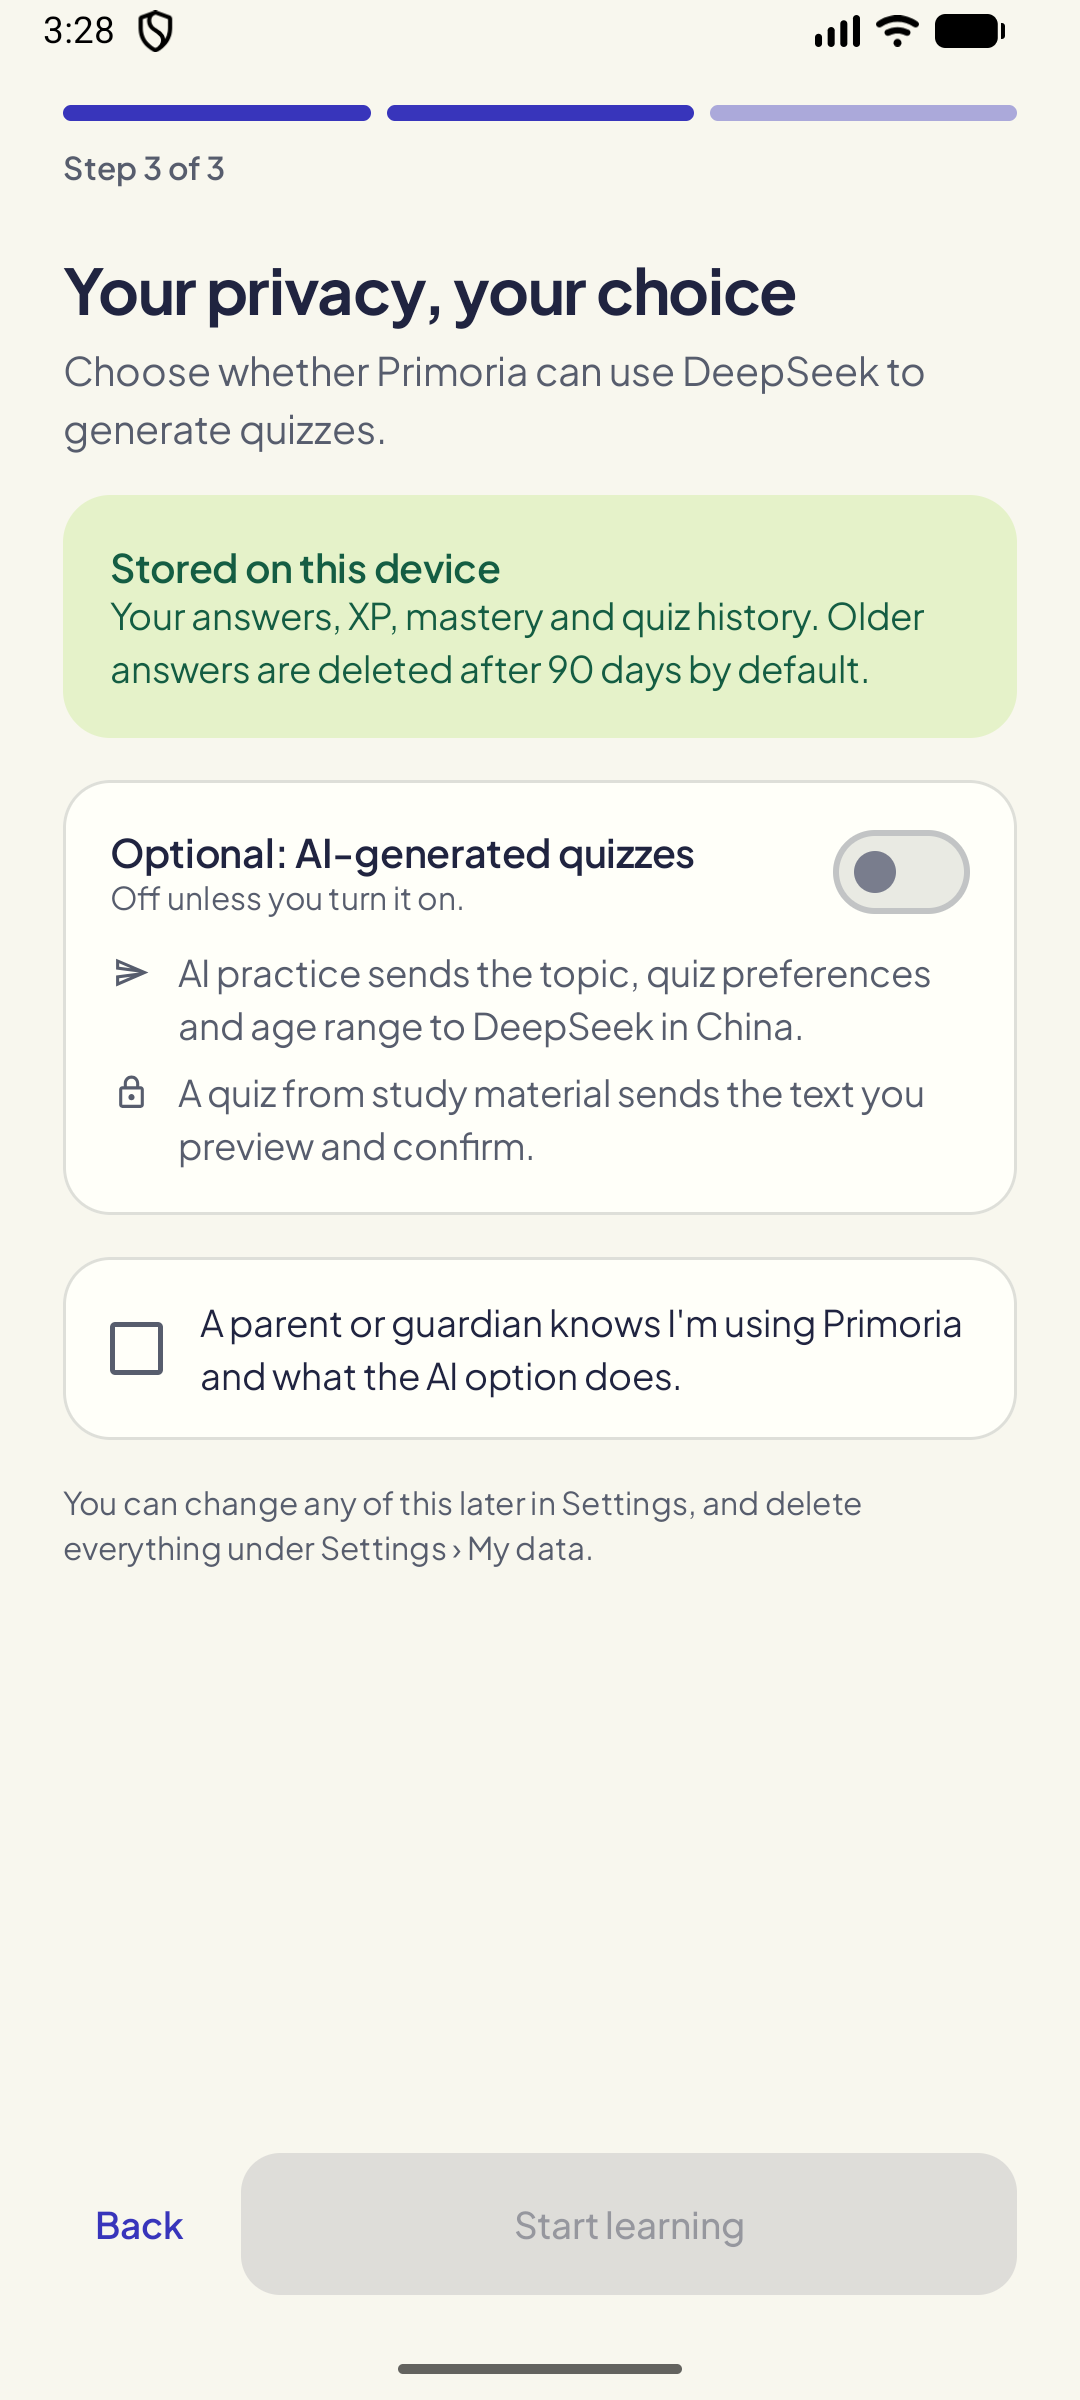 3:28
Step 3 of 3
Your privacy, your choice
Choose whether Primoria can use DeepSeek to
generate quizzes.
Stored on this device
Your answers, XP, mastery and quiz history. Older
answers are deleted after 90 days by default.
Optional: AI-generated quizzes
Off unless you turn it on.
AI practice sends the topic, quiz preferences
and age range to DeepSeek in China.
A quiz from study material sends the text you
preview and confirm.
A parent or guardian knows I'm using Primoria
and what the AI option does.
You can change any of this later in Settings, and delete
everything under Settings › My data.
Back
Start learning